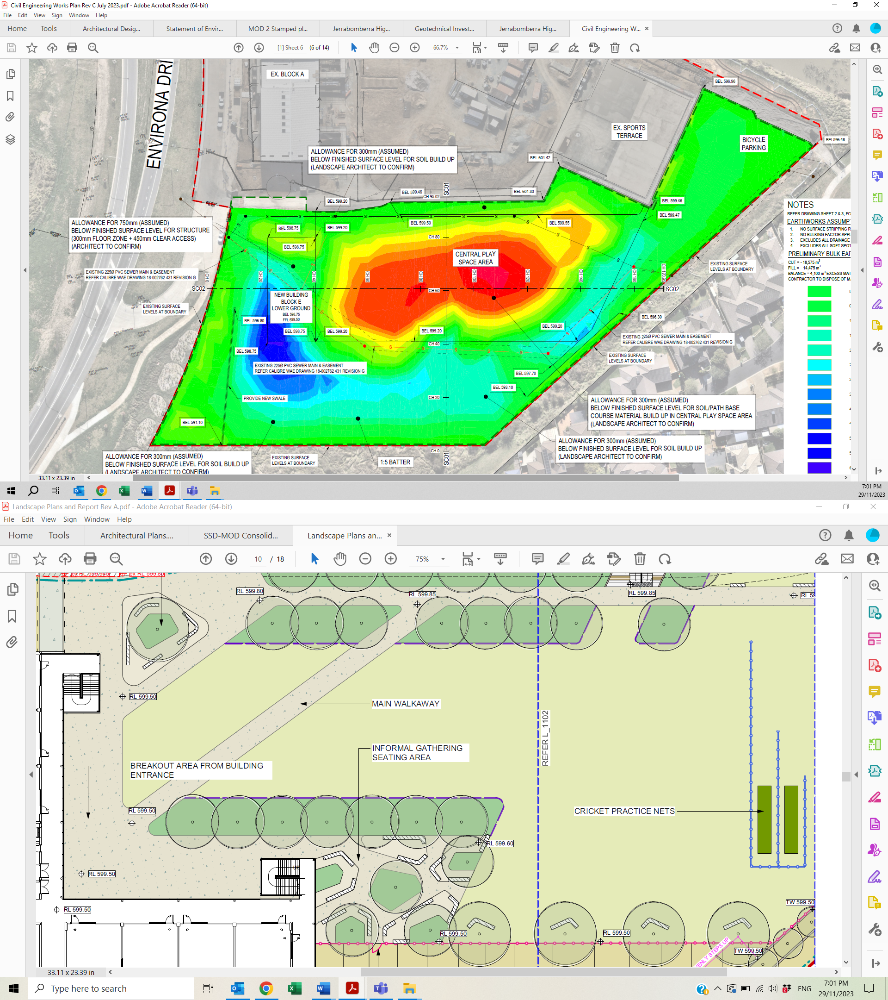 Civil Engineering Works Plan Rev C July 2023.pdf - Adobe Acrobat Reader (64-bit)
File Edit View Sign Window Help
Home Tools Architectural Desig... Statement of Envir... MOD 2 Stamped pl... Jerrabomberra Hig... Geotechnical Invest... Jerrabomberra Hig... Civil Engineering W... ×
[1] Sheet 6 (6 of 14) 66.7%
ENVIRONA DRI
EX. BLOCK A
BEL 596.96
EX. SPORTS
TERRACE
BICYCLE
PARKING
BEL596.48
ALLOWANCE FOR 300mm (ASSUMED)
BELOW FINISHED SURFACE LEVEL FOR SOIL BUILD UP
(LANDSCAPE ARCHITECT TO CONFIRM)
BEL 601.42
BEL 599.46
CH 95.02
SC01
BEL 601.33
BEL 599.20
BEL 599.46
BEL 599.47
NOTES
REFER DRAWING SHEET 2 & 3, FO
EARTHWORKS ASSUMP
1. NO SURFACE STRIPPING R
2. NO BULKING FACTOR APPL
3. EXCLUDES ALL DRAINAGE
4. EXCLUDES ALL SOFT SPOT
PRELIMINARY BULK EAR
CUT = - 18,575 m³
FILL = 14,475 m³
BALANCE = 4,100 m³ EXCESS MAT
CONTRACTOR TO DISPOSE OF M
ALLOWANCE FOR 750mm (ASSUMED)
BELOW FINISHED SURFACE LEVEL FOR STRUCTURE
(300mm FLOOR ZONE + 450mm CLEAR ACCESS)
(ARCHITECT TO CONFIRM)
BEL 598.75
BEL 599.20
BEL 599.50
BEL 599.55
CH 80
BEL 598.75
CENTRAL PLAY
SPACE AREA
EXISTING 225Ø PVC SEWER MAIN & EASEMENT
REFER CALIBRE WAE DRAWING 18-002762 431 REVISION G
EXISTING SURFACE
LEVELS AT BOUNDARY
CH 0
CH 20
CH 40
CH 60
CH 80
CH 100
CH 120
CH 140
CH 160
CH 170.95
SC02
CH 60
SC02
NEW BUILDING
BLOCK E
LOWER GROUND
BEL 598.75
FFL 599.50
EXISTING SURFACE
LEVELS AT BOUNDARY
BEL 596.80
BEL 596.30
BEL 598.75
BEL 599.20
BEL 599.20
BEL 599.20
CH 40
EXISTING 225Ø PVC SEWER MAIN & EASEMENT
REFER CALIBRE WAE DRAWING 18-002762 431 REVISION G
BEL 598.75
EXISTING SURFACE
LEVELS AT BOUNDARY
EXISTING 225Ø PVC SEWER MAIN & EASEMENT
REFER CALIBRE WAE DRAWING 18-002762 431 REVISION G
BEL 597.70
BEL 593.10
PROVIDE NEW SWALE
CH 20
ALLOWANCE FOR 300mm (ASSUMED)
BELOW FINISHED SURFACE LEVEL FOR SOIL/PATH BASE
COURSE MATERIAL BUILD UP IN CENTRAL PLAY SPACE AREA
(LANDSCAPE ARCHITECT TO CONFIRM)
BEL 591.10
ALLOWANCE FOR 300mm (ASSUMED)
BELOW FINISHED SURFACE LEVEL FOR SOIL BUILD UP
(LANDSCAPE ARCHITECT TO CONFIRM)
CH 0
SC01
ALLOWANCE FOR 300mm (ASSUMED)
BELOW FINISHED SURFACE LEVEL FOR SOIL BUILD UP
(LANDSCAPE ARCHITECT TO CONFIRM)
EXISTING SURFACE
LEVELS AT BOUNDARY
1:5 BATTER
33.11 x 23.39 in
7:01 PM
29/11/2023
Landscape Plans and Report Rev A.pdf - Adobe Acrobat Reader (64-bit)
File Edit View Sign Window Help
Home Tools Architectural Plans.... SSD-MOD Consolid... Landscape Plans an... ×
10 / 18 75%
ex RL 599.945
ex RL 599.80
RL 599.80
RL 599.85
RL 599.85
RL 59
RL 599.50
MAIN WALKAWAY
REFER L_1102
INFORMAL GATHERING
SEATING AREA
BREAKOUT AREA FROM BUILDING
ENTRANCE
RL 599.50
CRICKET PRACTICE NETS
RL 599.60
RL 599.50
UP
RL 599.50
TW 599.50
RL 599.50
RL 599.50
TW 599.50
ENLY STEPS UP
33.11 x 23.39 in
Type here to search
ENG
7:01 PM
29/11/2023